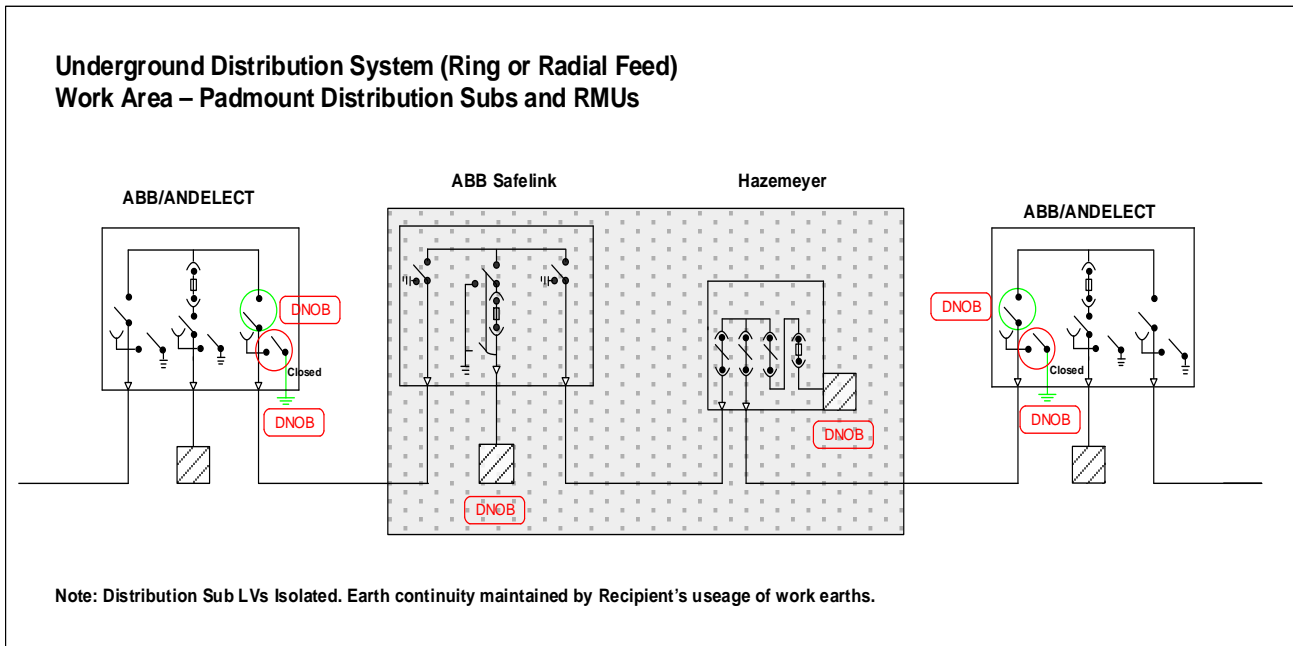 Underground Distribution System (Ring or Radial Feed)
Work Area – Padmount Distribution Subs and RMUs
ABB/ANDELECT
ABB Safelink
Hazemeyer
ABB/ANDELECT
DNOB
Closed
DNOB
DNOB
DNOB
DNOB
Closed
DNOB
Note: Distribution Sub LVs Isolated. Earth continuity maintained by Recipient's useage of work earths.